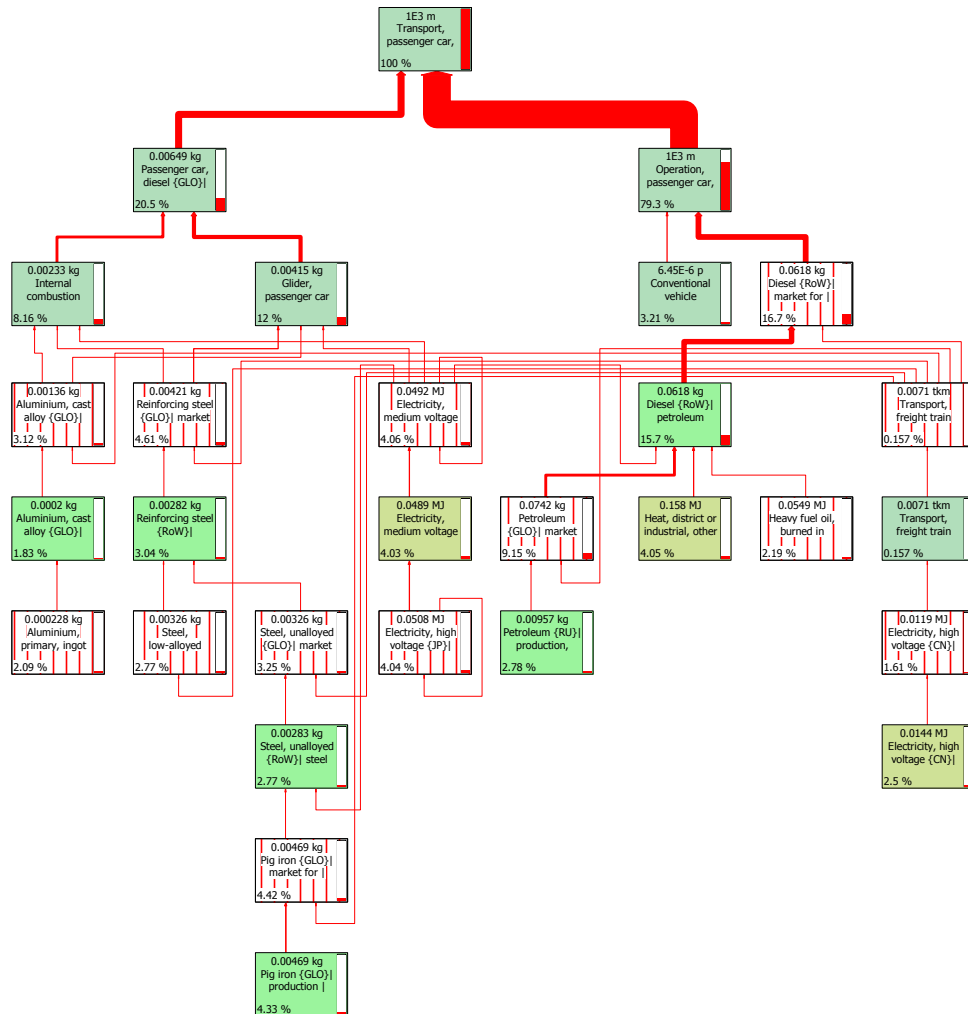 1E3 m
Transport,
passenger car,
100 %
0.00649 kg
Passenger car,
diesel {GLO}|
20.5 %
1E3 m
Operation,
passenger car,
79.3 %
0.00233 kg
Internal
combustion
8.16 %
0.00415 kg
Glider,
passenger car
12 %
6.45E-6 p
Conventional
vehicle
3.21 %
0.0618 kg
Diesel {RoW}|
market for |
16.7 %
0.00136 kg
Aluminium, cast
alloy {GLO}|
3.12 %
0.00421 kg
Reinforcing steel
{GLO}| market
4.61 %
0.0492 MJ
Electricity,
medium voltage
4.06 %
0.0618 kg
Diesel {RoW}|
petroleum
15.7 %
0.0071 tkm
Transport,
freight train
0.157 %
0.0002 kg
Aluminium, cast
alloy {GLO}|
1.83 %
0.00282 kg
Reinforcing steel
{RoW}|
3.04 %
0.0489 MJ
Electricity,
medium voltage
4.03 %
0.0742 kg
Petroleum
{GLO}| market
9.15 %
0.158 MJ
Heat, district or
industrial, other
4.05 %
0.0549 MJ
Heavy fuel oil,
burned in
2.19 %
0.0071 tkm
Transport,
freight train
0.157 %
0.000228 kg
Aluminium,
primary, ingot
2.09 %
0.00326 kg
Steel,
low-alloyed
2.77 %
0.00326 kg
Steel, unalloyed
{GLO}| market
3.25 %
0.0508 MJ
Electricity, high
voltage {JP}|
4.04 %
0.00957 kg
Petroleum {RU}|
production,
2.78 %
0.0119 MJ
Electricity, high
voltage {CN}|
1.61 %
0.00283 kg
Steel, unalloyed
{RoW}| steel
2.77 %
0.0144 MJ
Electricity, high
voltage {CN}|
2.5 %
0.00469 kg
Pig iron {GLO}|
market for |
4.42 %
0.00469 kg
Pig iron {GLO}|
production |
4.33 %